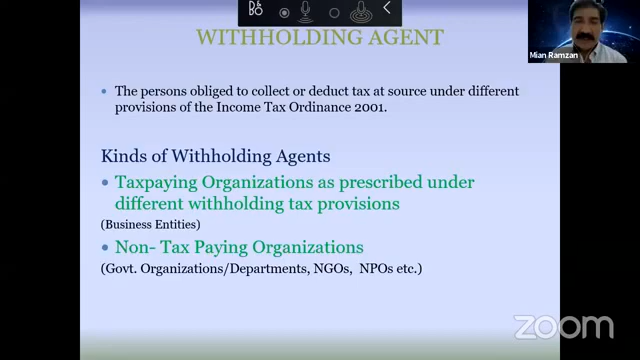 B&
DO
WITHHOLDING AGENT
Mian Ramzan
• The persons obliged to collect or deduct tax at source under different
provisions of the Income Tax Ordinance 2001.
Kinds of Withholding Agents
• Taxpaying Organizations as prescribed under
different withholding tax provisions
(Business Entities)
• Non- Tax Paying Organizations
(Govt. Organizations/Departments, NGOs, NPOs etc.)
zoom